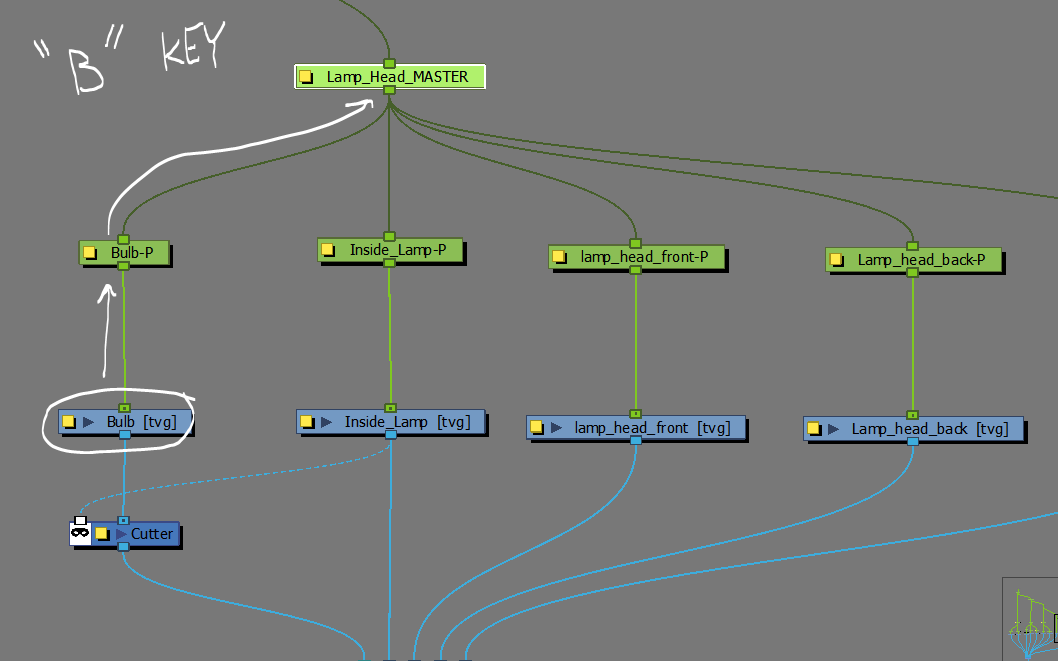 "B" KEY
Lamp_Head_MASTER
Bulb-P
Inside_Lamp-P
lamp_head_front-P
Lamp_head_back-P
Bulb [tvg]
Inside_Lamp [tvg]
lamp_head_front [tvg]
Lamp_head_back [tvg]
Cutter